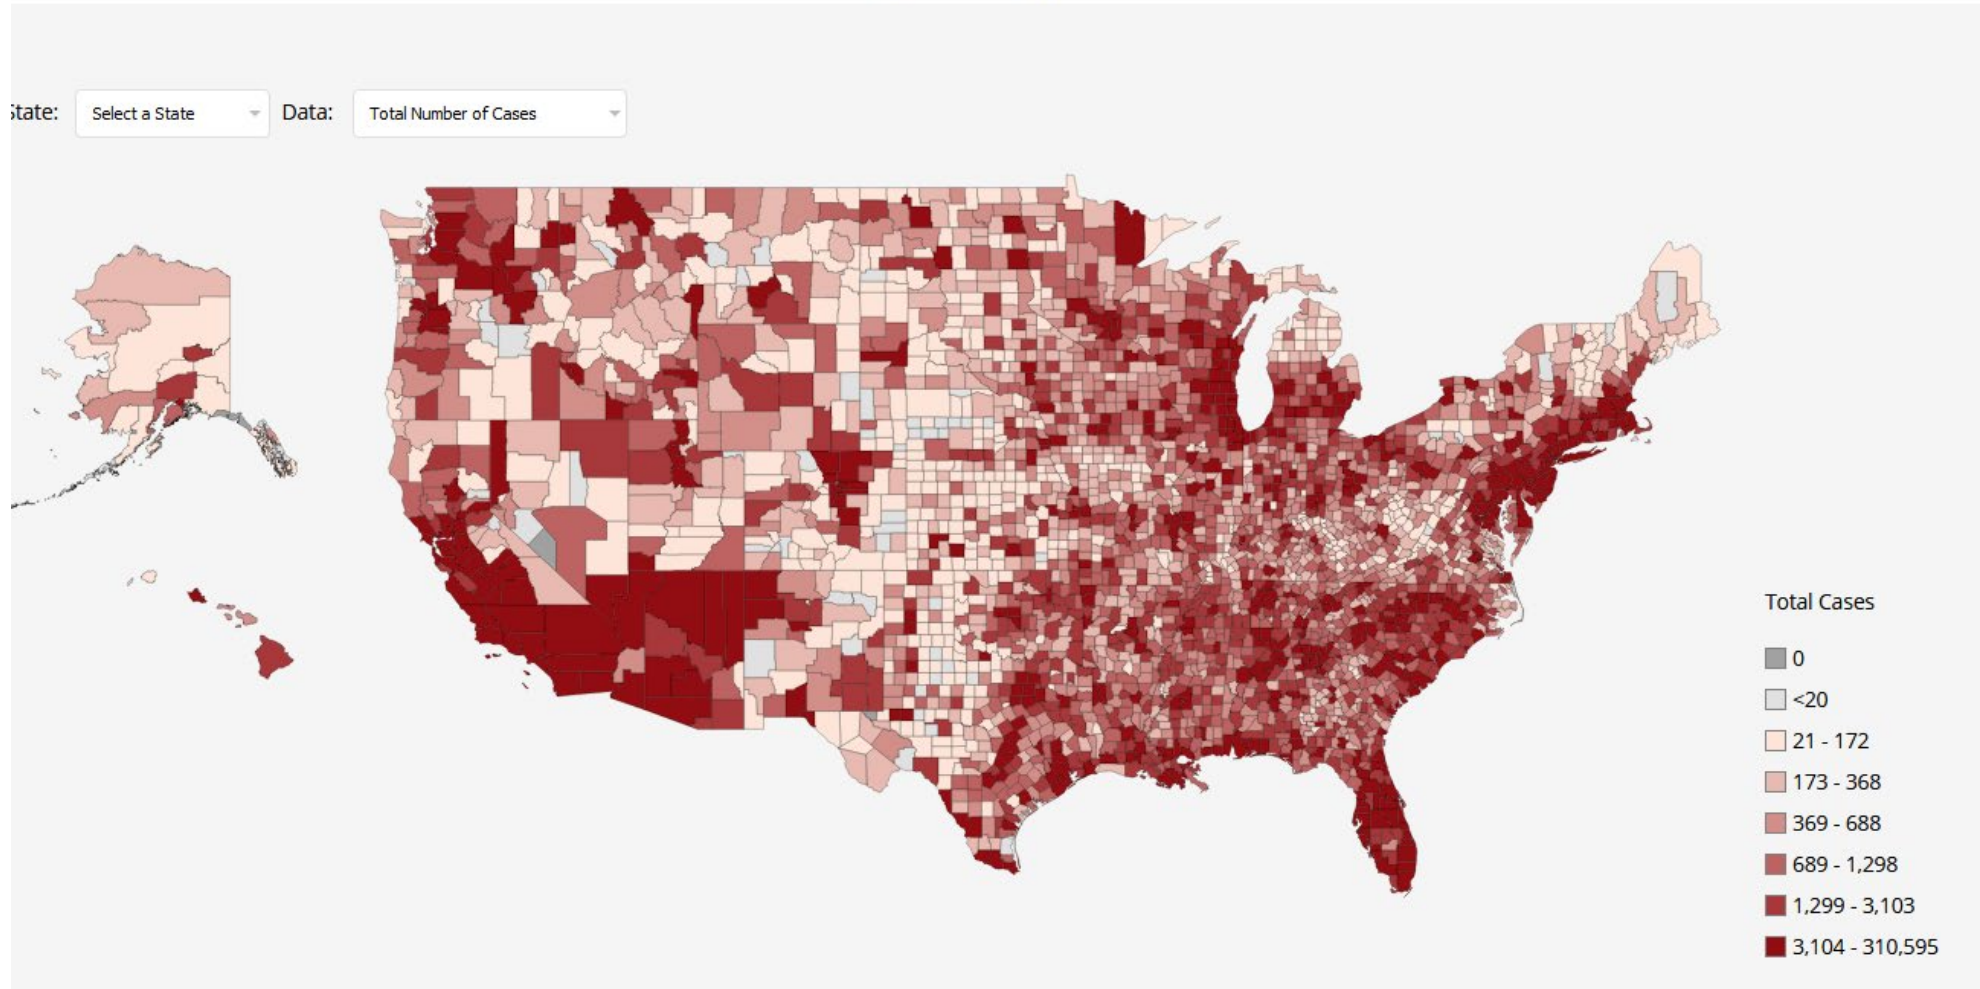 State:
Select a State
Data:
Total Number of Cases
Total Cases
0
<20
21 - 172
173 - 368
369 - 688
689 - 1,298
1,299 - 3,103
3,104 - 310,595